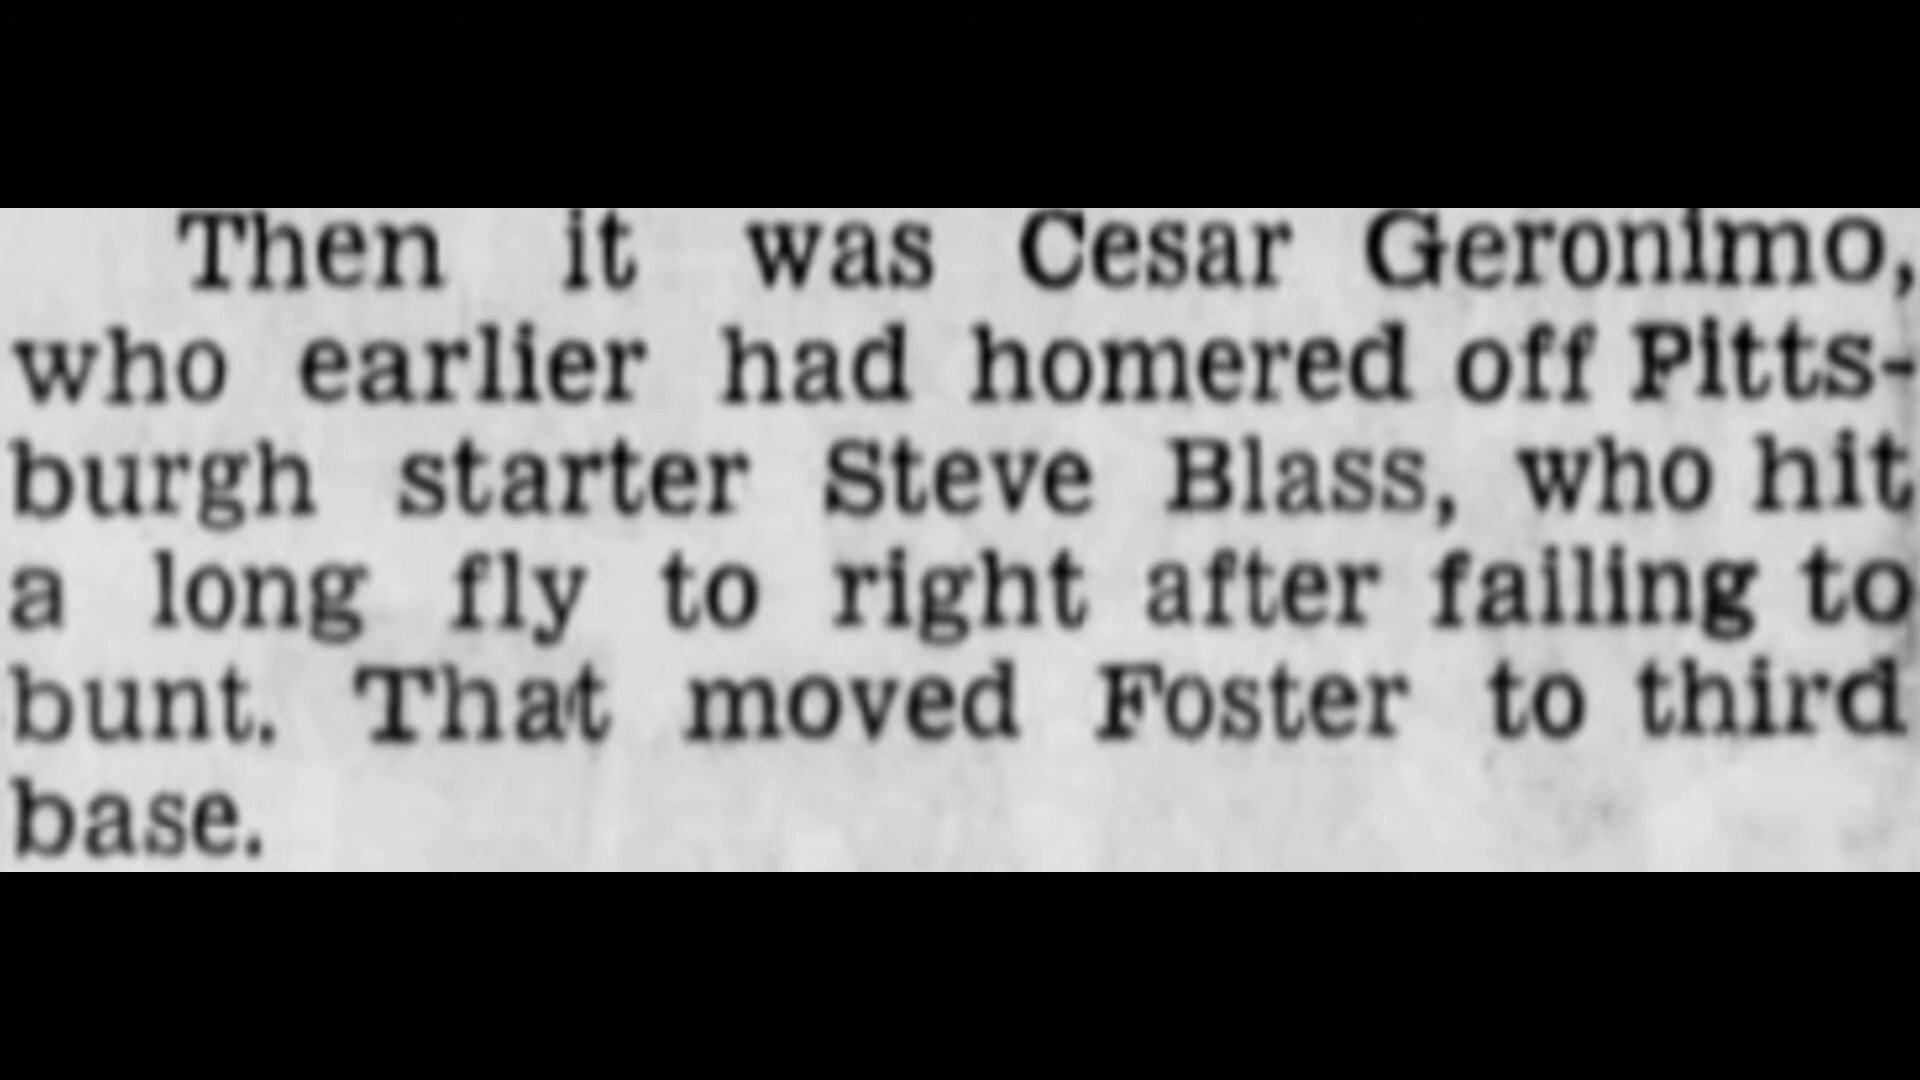 Then it was Cesar Geronimo,
who earlier had homered off Pitts-
burgh starter Steve Blass, who hit
a long fly to right after failing to
bunt. That moved Foster to third
base.